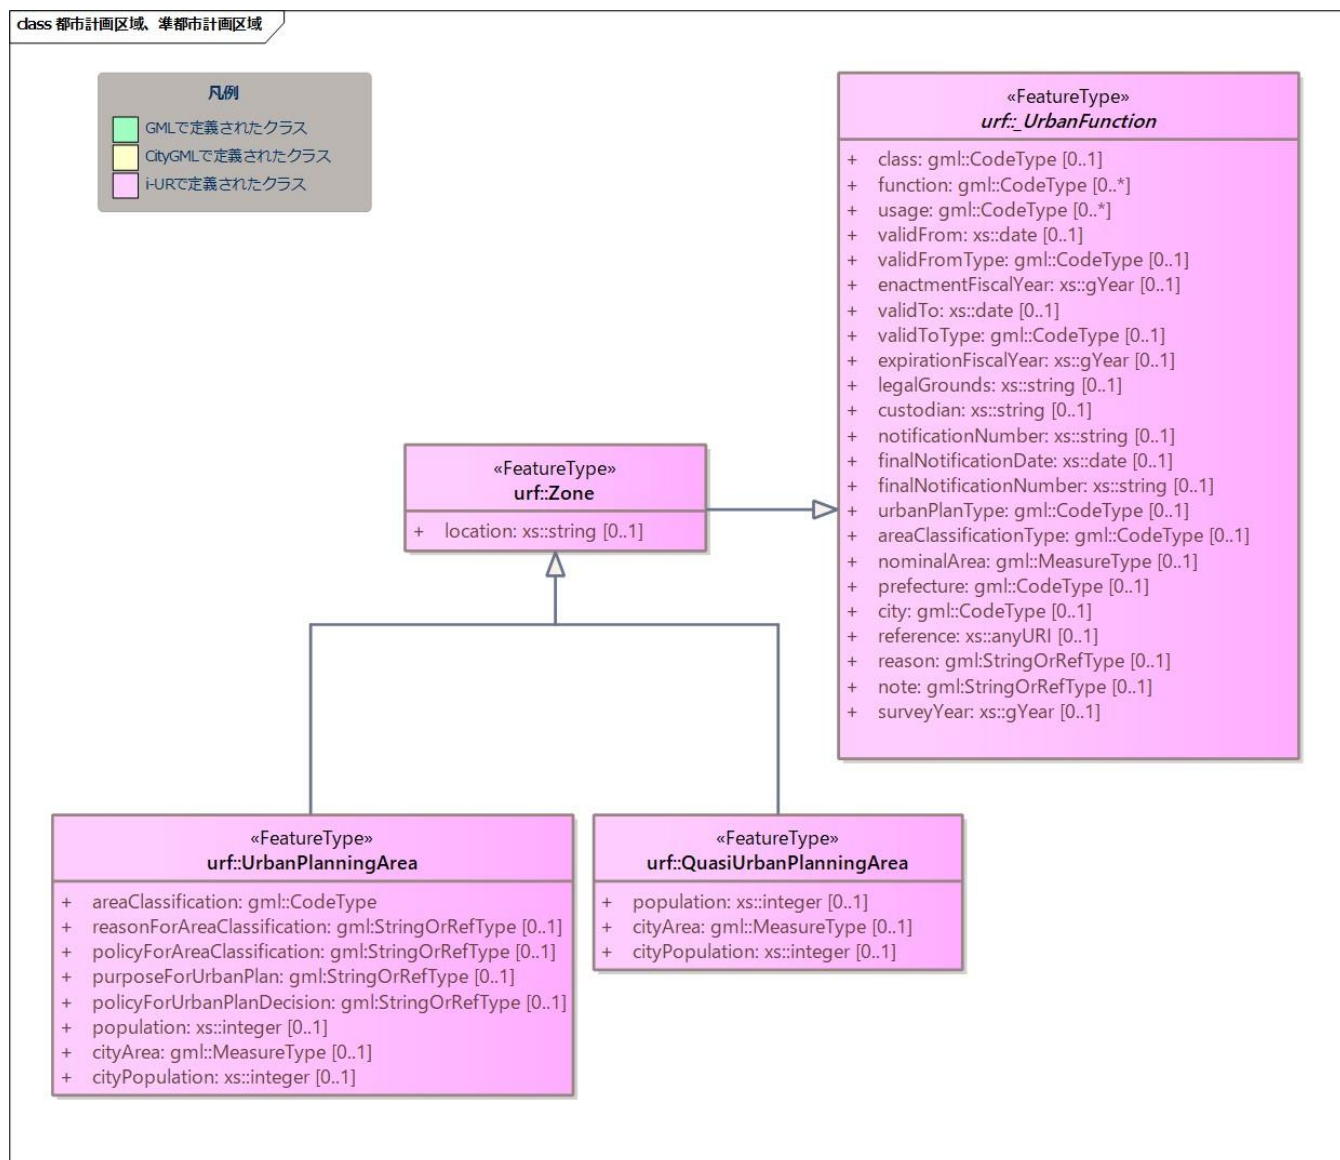 class 都市計画区域、準都市計画区域
凡例
GMLで定義されたクラス
CityGMLで定義されたクラス
i-URで定義されたクラス
«FeatureType»
urf::_UrbanFunction
+ class: gml::CodeType [0..1]
+ function: gml::CodeType [0..*]
+ usage: gml::CodeType [0..*]
+ validFrom: xs::date [0..1]
+ validFromType: gml::CodeType [0..1]
+ enactmentFiscalYear: xs::gYear [0..1]
+ validTo: xs::date [0..1]
+ validToType: gml::CodeType [0..1]
+ expirationFiscalYear: xs::gYear [0..1]
+ legalGrounds: xs::string [0..1]
+ custodian: xs::string [0..1]
+ notificationNumber: xs::string [0..1]
+ finalNotificationDate: xs::date [0..1]
+ finalNotificationNumber: xs::string [0..1]
+ urbanPlanType: gml::CodeType [0..1]
+ areaClassificationType: gml::CodeType [0..1]
+ nominalArea: gml::MeasureType [0..1]
+ prefecture: gml::CodeType [0..1]
+ city: gml::CodeType [0..1]
+ reference: xs::anyURI [0..1]
+ reason: gml:StringOrRefType [0..1]
+ note: gml:StringOrRefType [0..1]
+ surveyYear: xs::gYear [0..1]
«FeatureType»
urf::Zone
+ location: xs::string [0..1]
«FeatureType»
urf::UrbanPlanningArea
+ areaClassification: gml::CodeType
+ reasonForAreaClassification: gml:StringOrRefType [0..1]
+ policyForAreaClassification: gml:StringOrRefType [0..1]
+ purposeForUrbanPlan: gml:StringOrRefType [0..1]
+ policyForUrbanPlanDecision: gml:StringOrRefType [0..1]
+ population: xs::integer [0..1]
+ cityArea: gml::MeasureType [0..1]
+ cityPopulation: xs::integer [0..1]
«FeatureType»
urf::QuasiUrbanPlanningArea
+ population: xs::integer [0..1]
+ cityArea: gml::MeasureType [0..1]
+ cityPopulation: xs::integer [0..1]